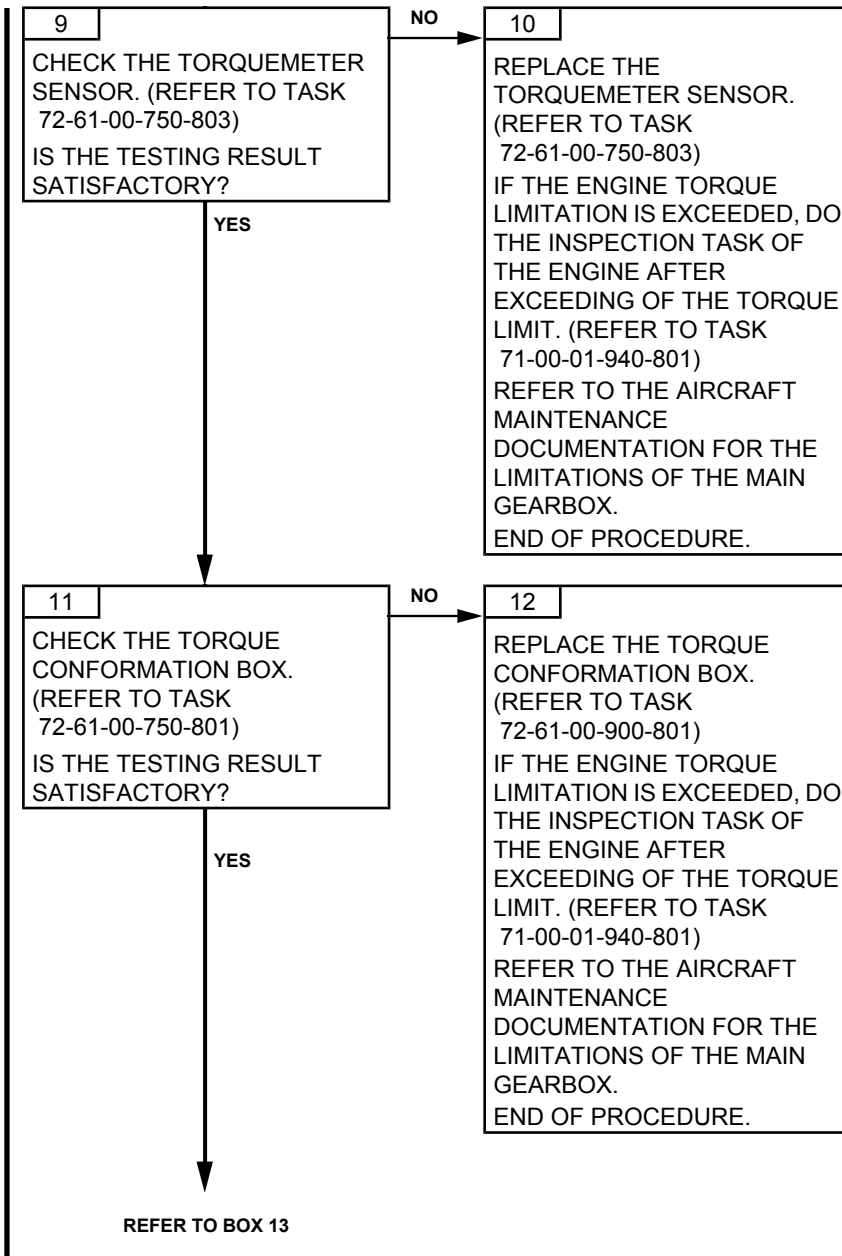 9
CHECK THE TORQUEMETER
SENSOR. (REFER TO TASK
72-61-00-750-803)
IS THE TESTING RESULT
SATISFACTORY?
NO
10
REPLACE THE
TORQUEMETER SENSOR.
(REFER TO TASK
72-61-00-750-803)
IF THE ENGINE TORQUE
LIMITATION IS EXCEEDED, DO
THE INSPECTION TASK OF
THE ENGINE AFTER
EXCEEDING OF THE TORQUE
LIMIT. (REFER TO TASK
71-00-01-940-801)
REFER TO THE AIRCRAFT
MAINTENANCE
DOCUMENTATION FOR THE
LIMITATIONS OF THE MAIN
GEARBOX.
END OF PROCEDURE.
YES
11
CHECK THE TORQUE
CONFORMATION BOX.
(REFER TO TASK
72-61-00-750-801)
IS THE TESTING RESULT
SATISFACTORY?
NO
12
REPLACE THE TORQUE
CONFORMATION BOX.
(REFER TO TASK
72-61-00-900-801)
IF THE ENGINE TORQUE
LIMITATION IS EXCEEDED, DO
THE INSPECTION TASK OF
THE ENGINE AFTER
EXCEEDING OF THE TORQUE
LIMIT. (REFER TO TASK
71-00-01-940-801)
REFER TO THE AIRCRAFT
MAINTENANCE
DOCUMENTATION FOR THE
LIMITATIONS OF THE MAIN
GEARBOX.
END OF PROCEDURE.
YES
REFER TO BOX 13